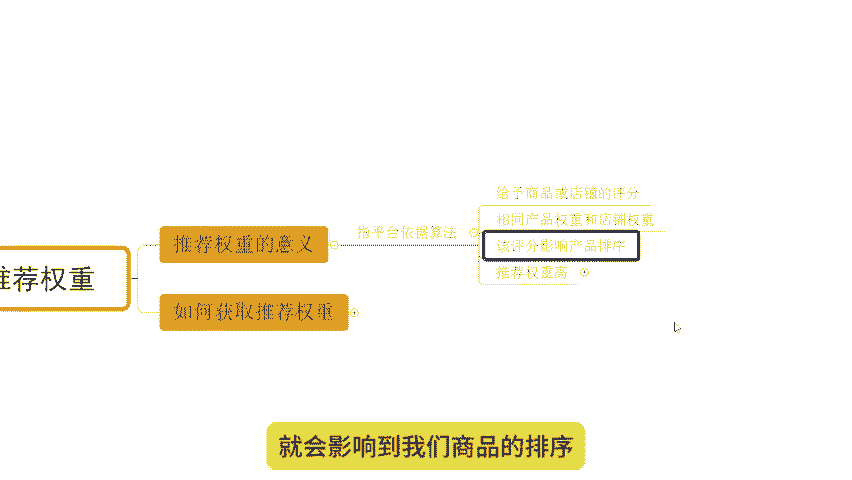 给予商品或店铺的评分
相同产品权重和店铺权重
指平台依据算法
推荐权重的意义
该评分影响产品排序
推荐权重高
推荐权重
如何获取推荐权重
就会影响到我们商品的排序